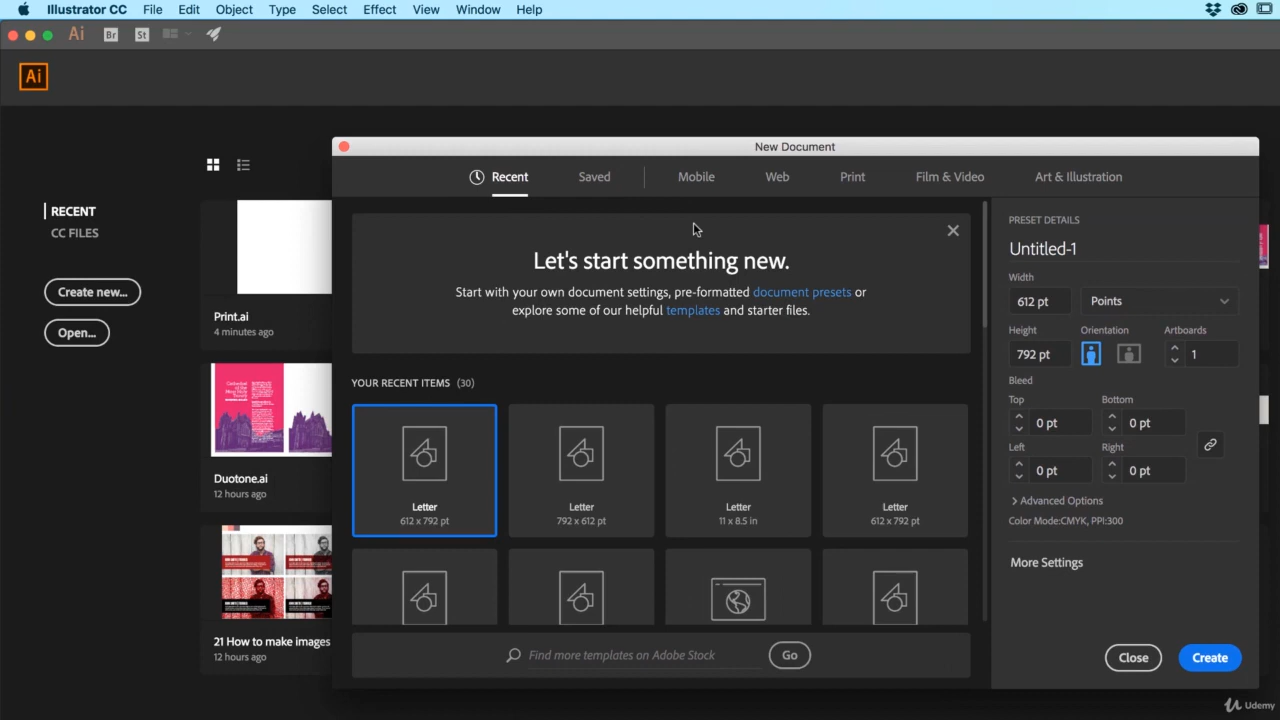 Illustrator CC File Edit Object Type Select Effect View Window Help
Ai Br St
Ai
New Document
Recent Saved Mobile Web Print Film & Video Art & Illustration
RECENT
CC FILES
Create new...
Open...
Print.ai
4 minutes ago
Duotone.ai
12 hours ago
21 How to make images
12 hours ago
Let's start something new.
Start with your own document settings, pre-formatted document presets or
explore some of our helpful templates and starter files.
YOUR RECENT ITEMS (30)
Letter
612 x 792 pt
Letter
792 x 612 pt
Letter
11 x 8.5 in
Letter
612 x 792 pt
Find more templates on Adobe Stock Go
PRESET DETAILS
Untitled-1
Width
612 pt Points
Height Orientation Artboards
792 pt 1
Bleed
Top Bottom
0 pt 0 pt
Left Right
0 pt 0 pt
> Advanced Options
Color Mode:CMYK, PPI:300
More Settings
Close Create
Udemy